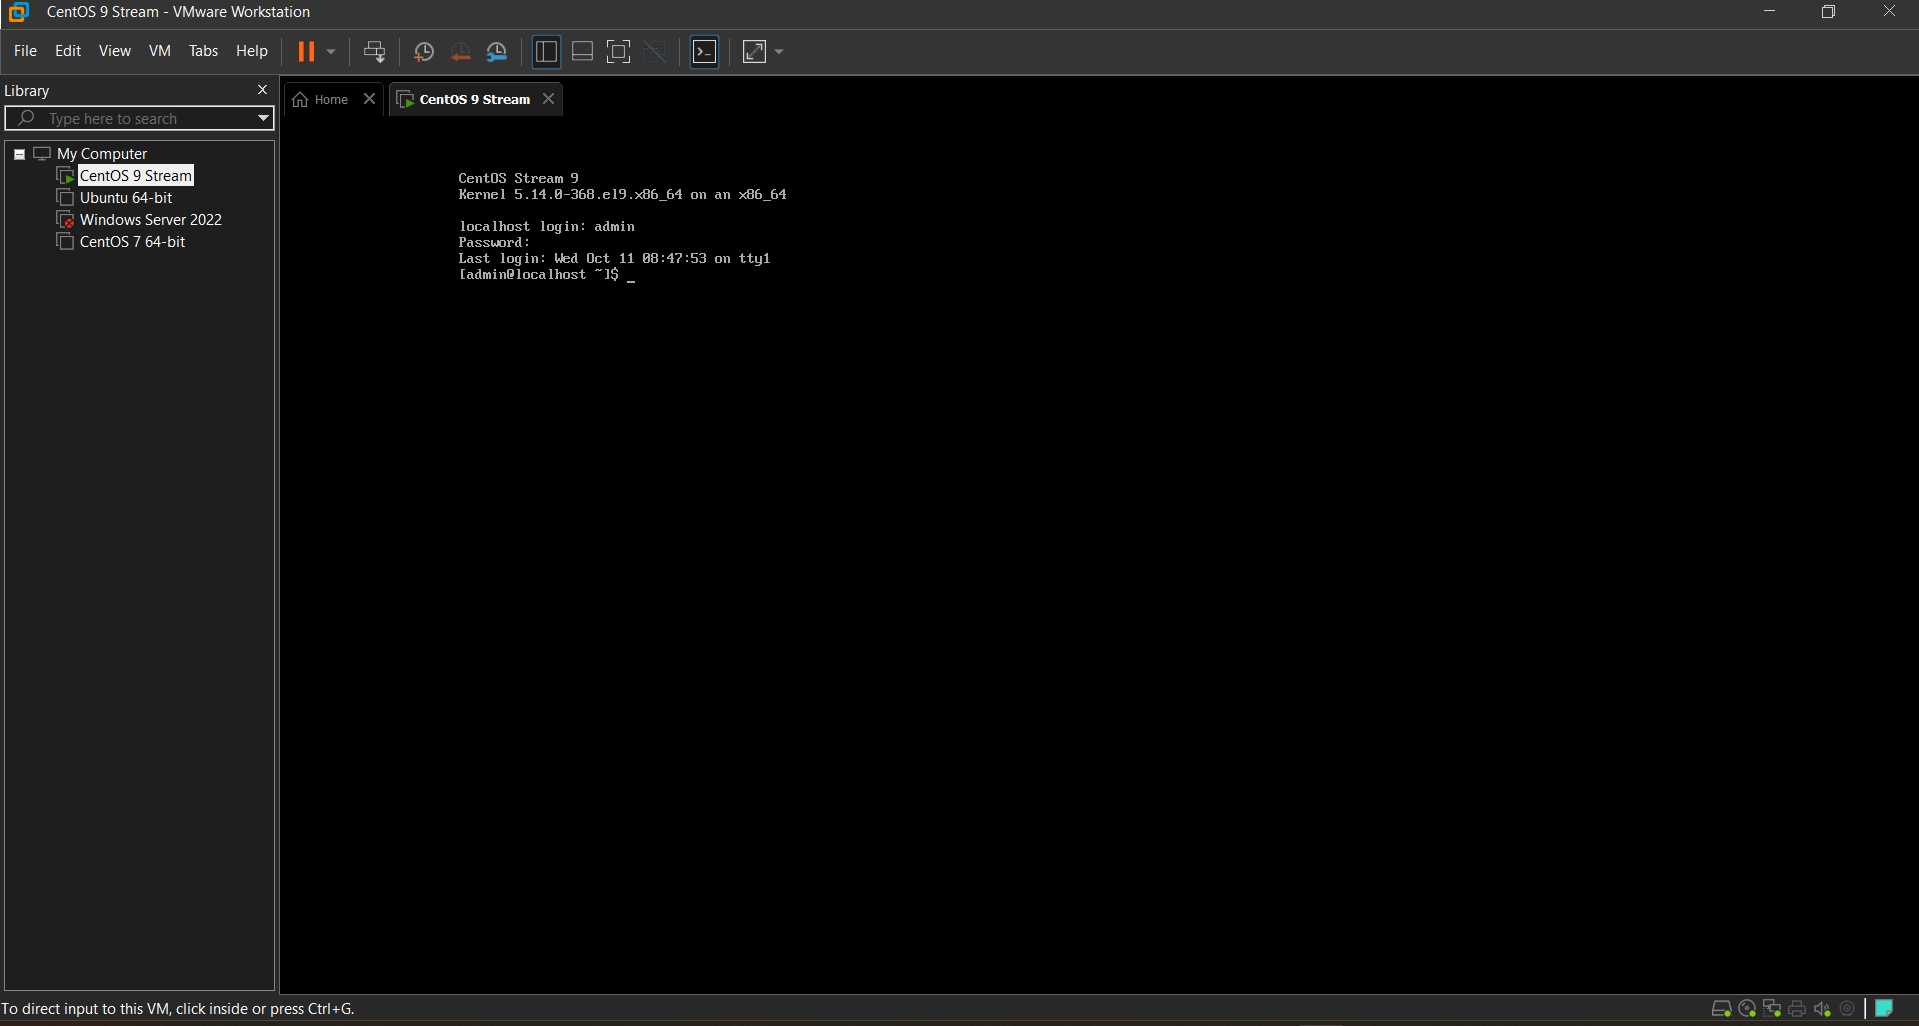 CentOS 9 Stream - VMware Workstation
File Edit View VM Tabs Help
Library
Type here to search
My Computer
CentOS 9 Stream
Ubuntu 64-bit
Windows Server 2022
CentOS 7 64-bit
Home
CentOS 9 Stream
CentOS Stream 9
Kernel 5.14.0-368.el9.x86_64 on an x86_64
localhost login: admin
Password:
Last login: Wed Oct 11 08:47:53 on tty1
[admin@localhost ~]$ _
To direct input to this VM, click inside or press Ctrl+G.